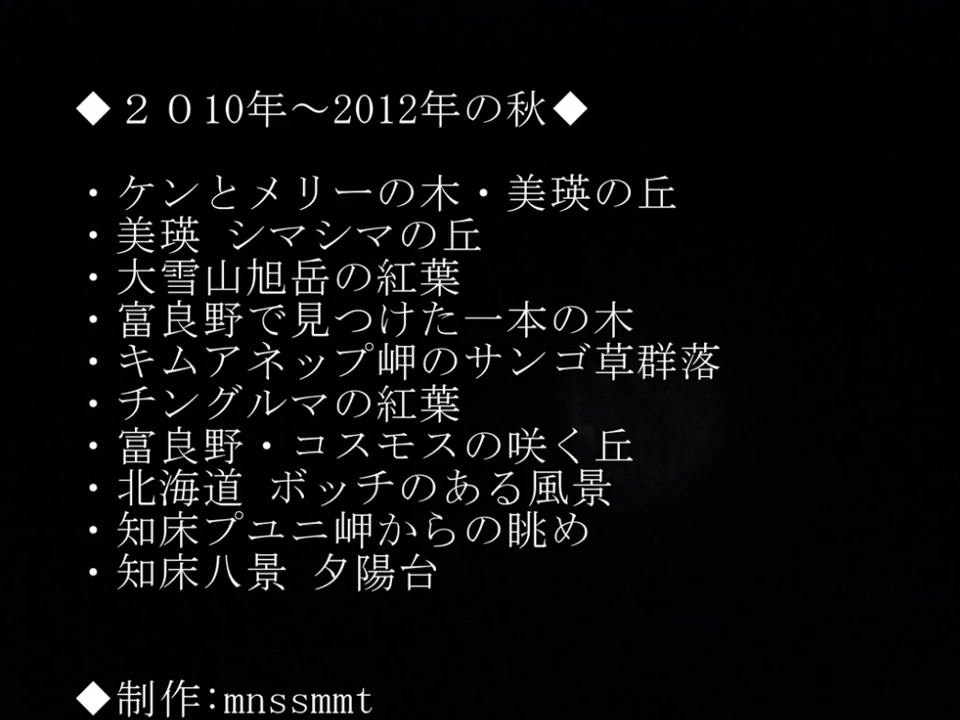 ◆２０10年～2012年の秋◆
・ケンとメリーの木・美瑛の丘
・美瑛 シマシマの丘
・大雪山旭岳の紅葉
・富良野で見つけた一本の木
・キムアネップ岬のサンゴ草群落
・チングルマの紅葉
・富良野・コスモスの咲く丘
・北海道 ボッチのある風景
・知床プユニ岬からの眺め
・知床八景 夕陽台
◆制作:mnssmmt